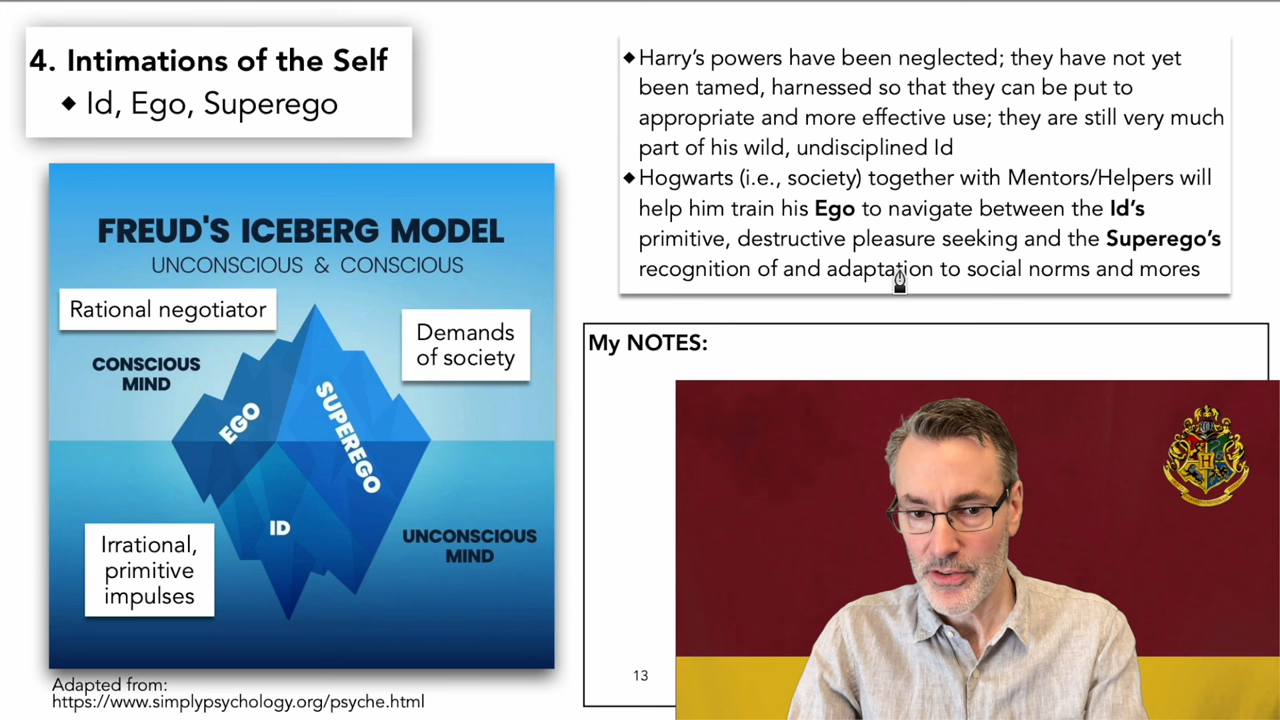 4. Intimations of the Self
◆ Id, Ego, Superego
FREUD'S ICEBERG MODEL
UNCONSCIOUS & CONSCIOUS
Rational negotiator
Demands
of society
CONSCIOUS
MIND
EGO
SUPEREGO
ID
UNCONSCIOUS
MIND
Irrational,
primitive
impulses
Adapted from:
https://www.simplypsychology.org/psyche.html
◆Harry’s powers have been neglected; they have not yet
been tamed, harnessed so that they can be put to
appropriate and more effective use; they are still very much
part of his wild, undisciplined Id
◆Hogwarts (i.e., society) together with Mentors/Helpers will
help him train his Ego to navigate between the Id’s
primitive, destructive pleasure seeking and the Superego’s
recognition of and adaptation to social norms and mores
My NOTES:
13
H